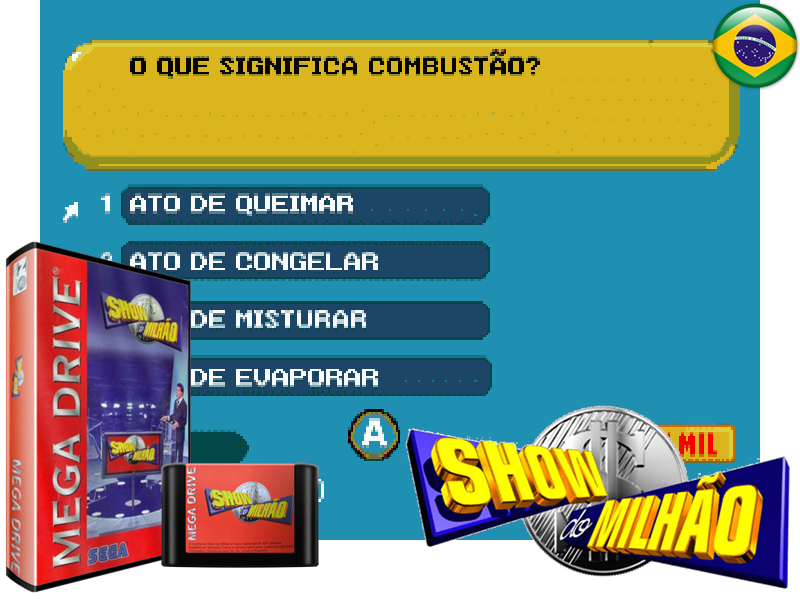 O QUE SIGNIFICA COMBUSTÃO?
1 ATO DE QUEIMAR
ATO DE CONGELAR
DE MISTURAR
DE EVAPORAR
A
MIL
MEGA DRIVE
SHOW do MILHÃO
SHOW do MILHÃO
MEGA DRIVE
SEGA
MEGA DRIVE
SHOW do MILHÃO
SHOW do MILHÃO